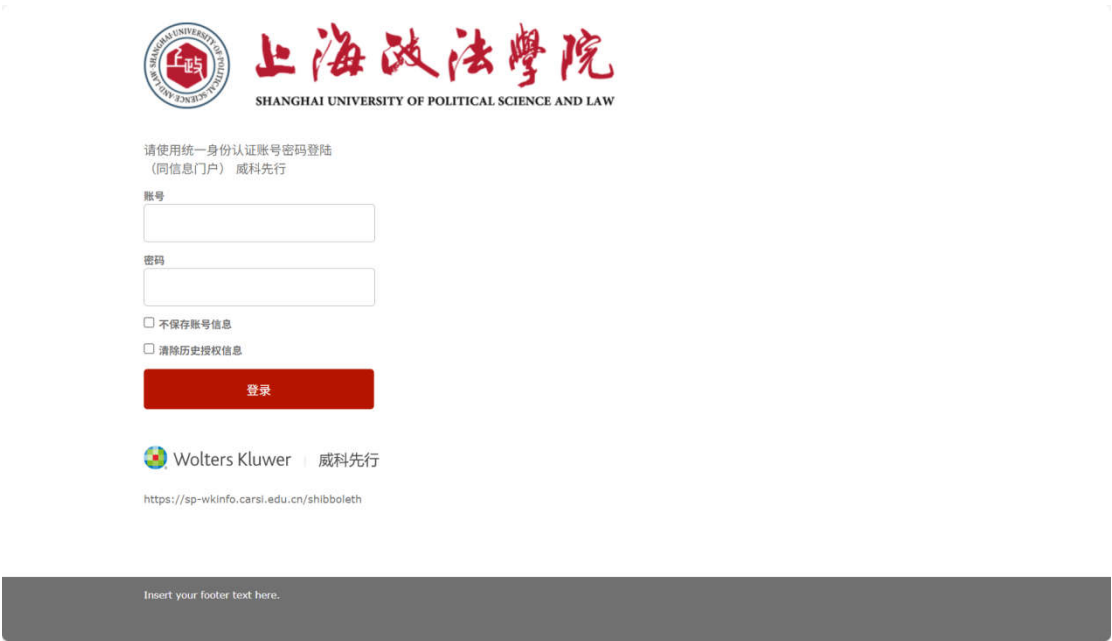 SHANGHAI UNIVERSITY OF POLITICAL SCIENCE AND LAW
上政
上海政法學院
SHANGHAI UNIVERSITY OF POLITICAL SCIENCE AND LAW
请使用统一身份认证账号密码登陆
（同信息门户） 威科先行
账号
密码
不保存账号信息
清除历史授权信息
登录
Wolters Kluwer | 威科先行
https://sp-wkinfo.carsi.edu.cn/shibboleth
Insert your footer text here.